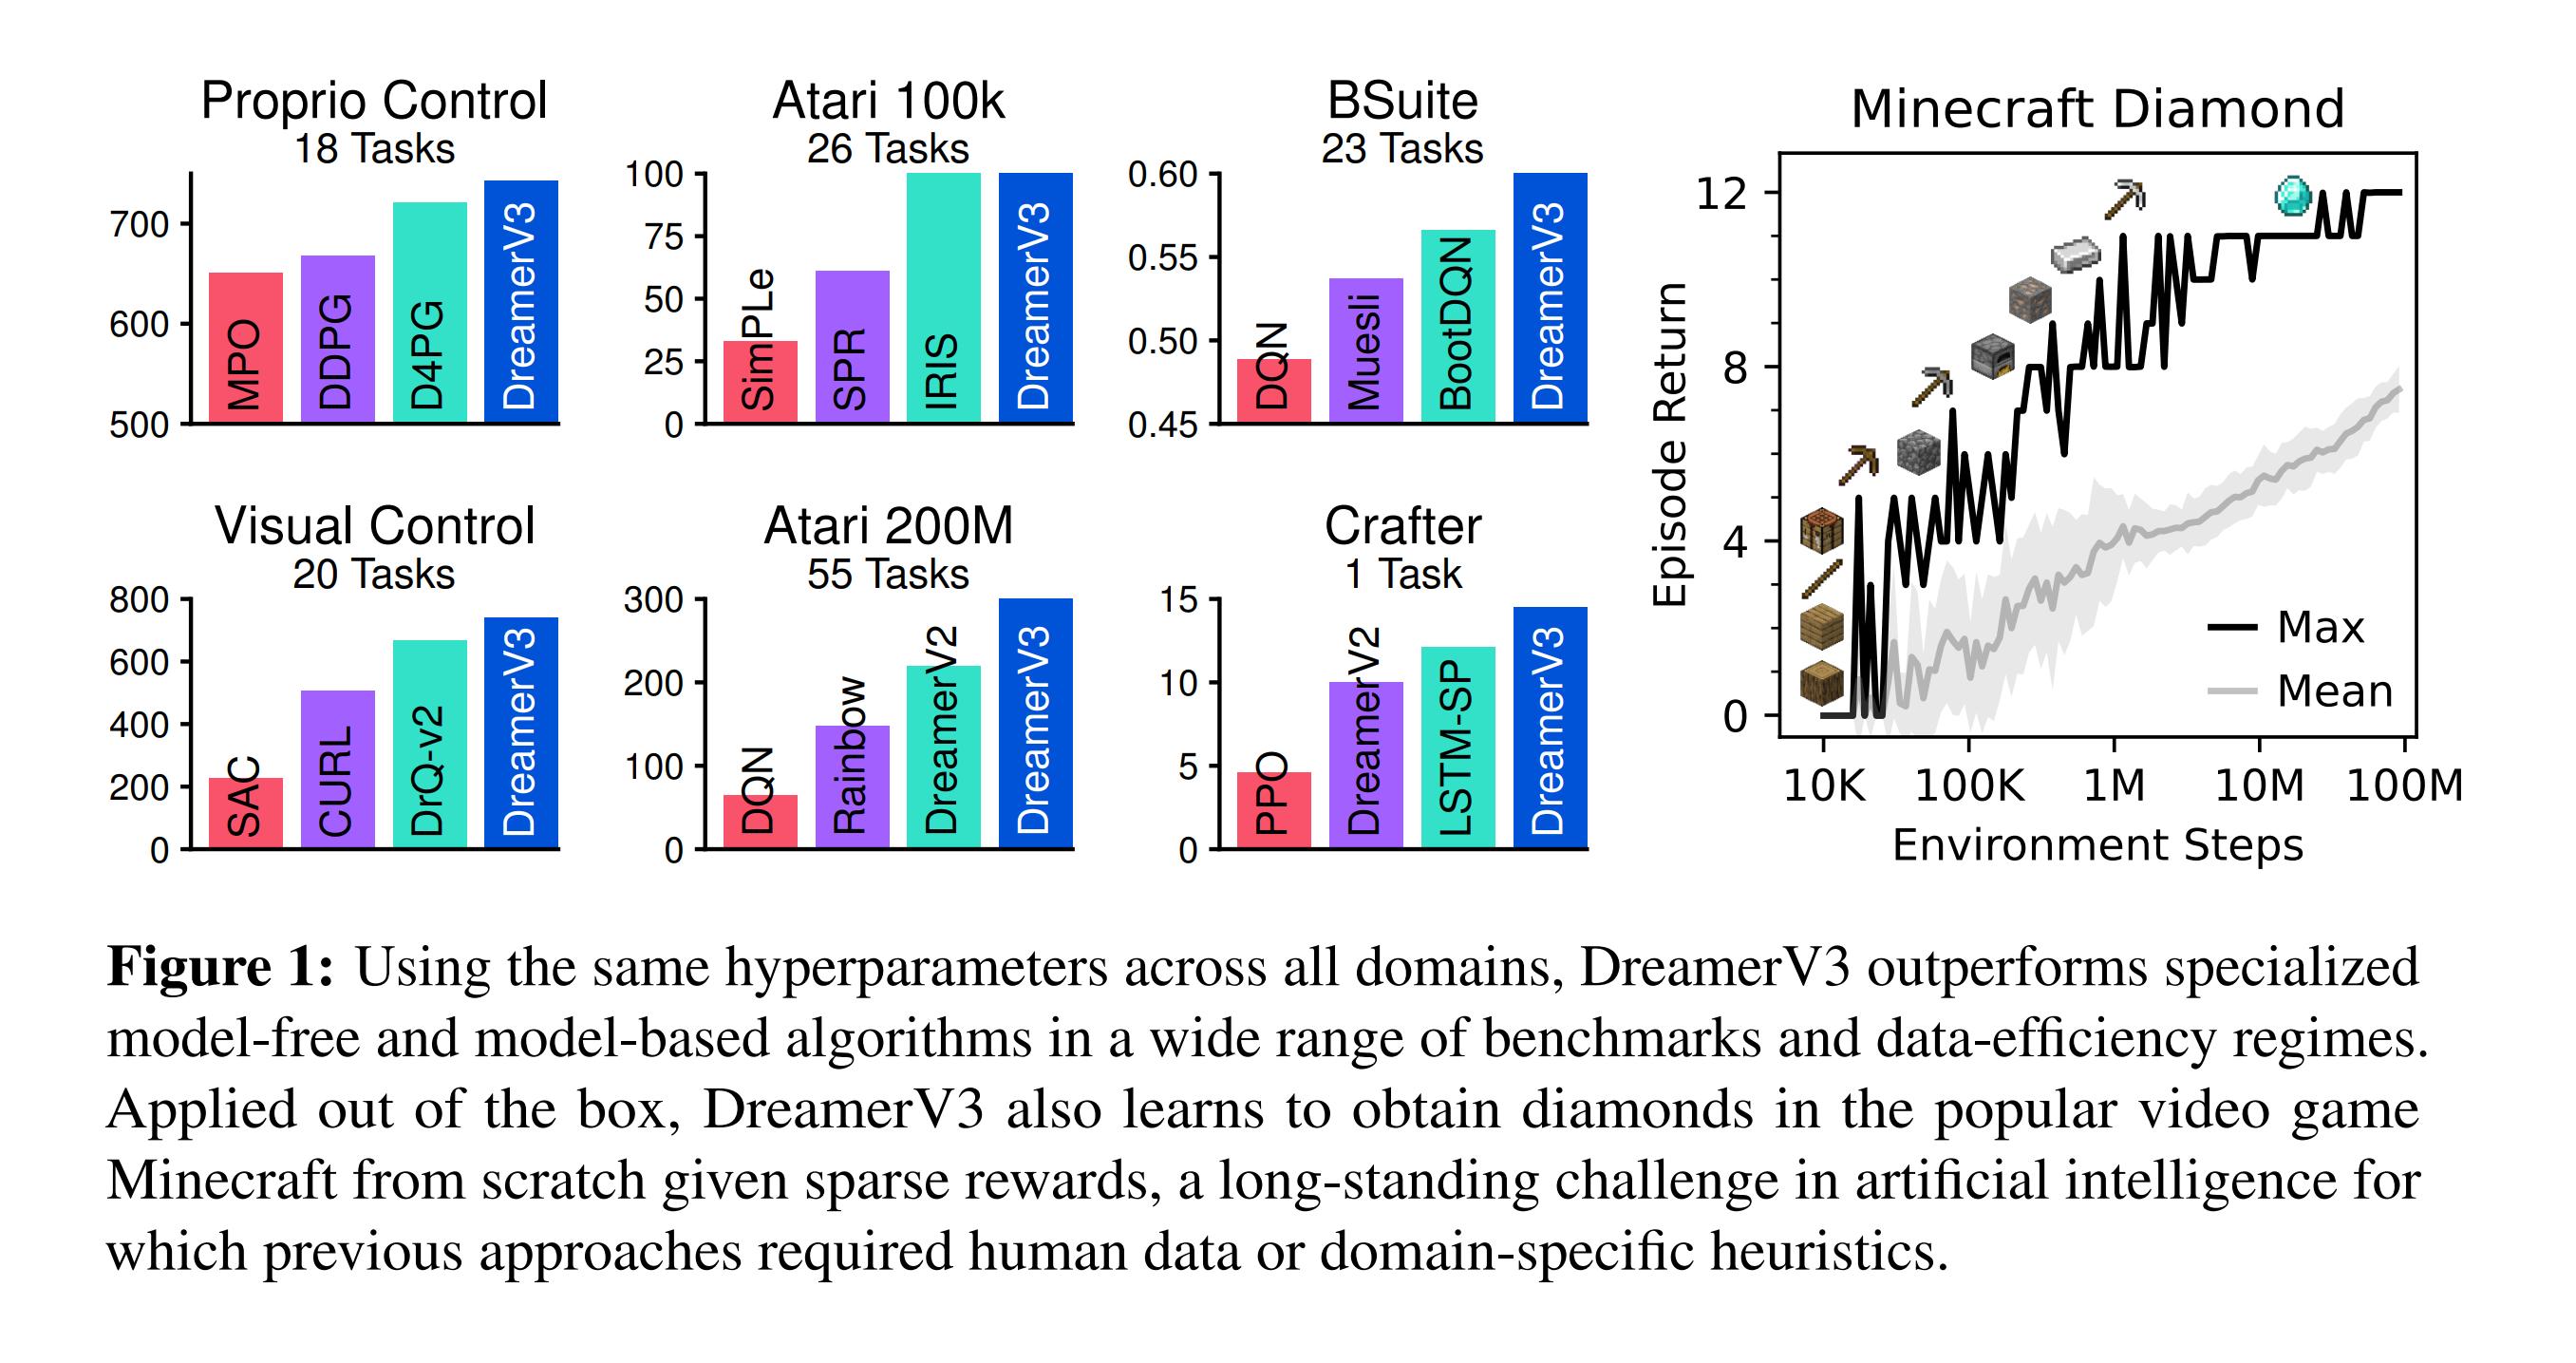 Proprio Control
18 Tasks
700
600
500
MPO
DDPG
D4PG
DreamerV3
Atari 100k
26 Tasks
100
75
50
25
0
SimPLe
SPR
IRIS
DreamerV3
BSuite
23 Tasks
0.60
0.55
0.50
0.45
DQN
Muesli
BootDQN
DreamerV3
Visual Control
20 Tasks
800
600
400
200
0
SAC
CURL
DrQ-v2
DreamerV3
Atari 200M
55 Tasks
300
200
100
0
DQN
Rainbow
DreamerV2
DreamerV3
Crafter
1 Task
15
10
5
0
PPO
DreamerV2
LSTM-SP
DreamerV3
Minecraft Diamond
Episode Return
12
8
4
0
Max
Mean
10K 100K 1M 10M 100M
Environment Steps
Figure 1: Using the same hyperparameters across all domains, DreamerV3 outperforms specialized
model-free and model-based algorithms in a wide range of benchmarks and data-efficiency regimes.
Applied out of the box, DreamerV3 also learns to obtain diamonds in the popular video game
Minecraft from scratch given sparse rewards, a long-standing challenge in artificial intelligence for
which previous approaches required human data or domain-specific heuristics.